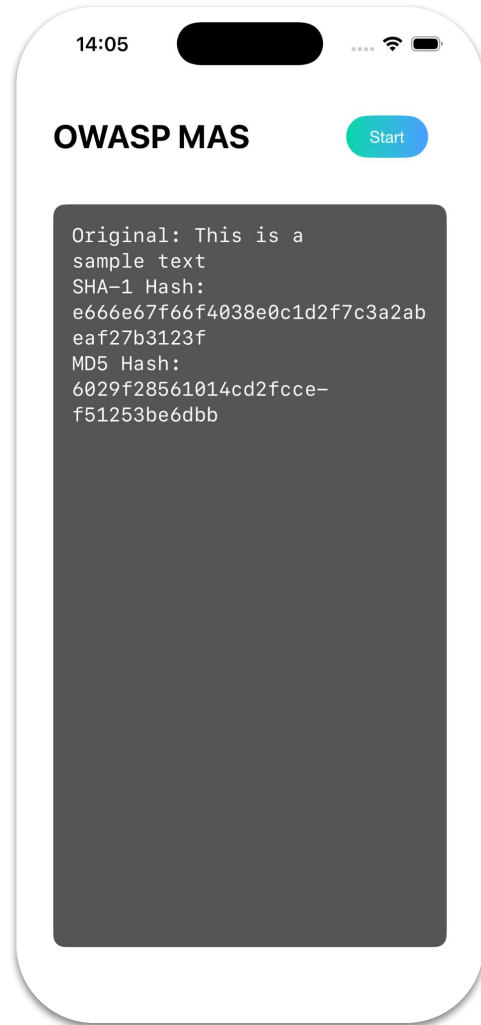 14:05
OWASP MAS
Start
Original: This is a
sample text
SHA-1 Hash:
e666e67f66f4038e0c1d2f7c3a2ab
eaf27b3123f
MD5 Hash:
6029f28561014cd2fcce-
f51253be6dbb